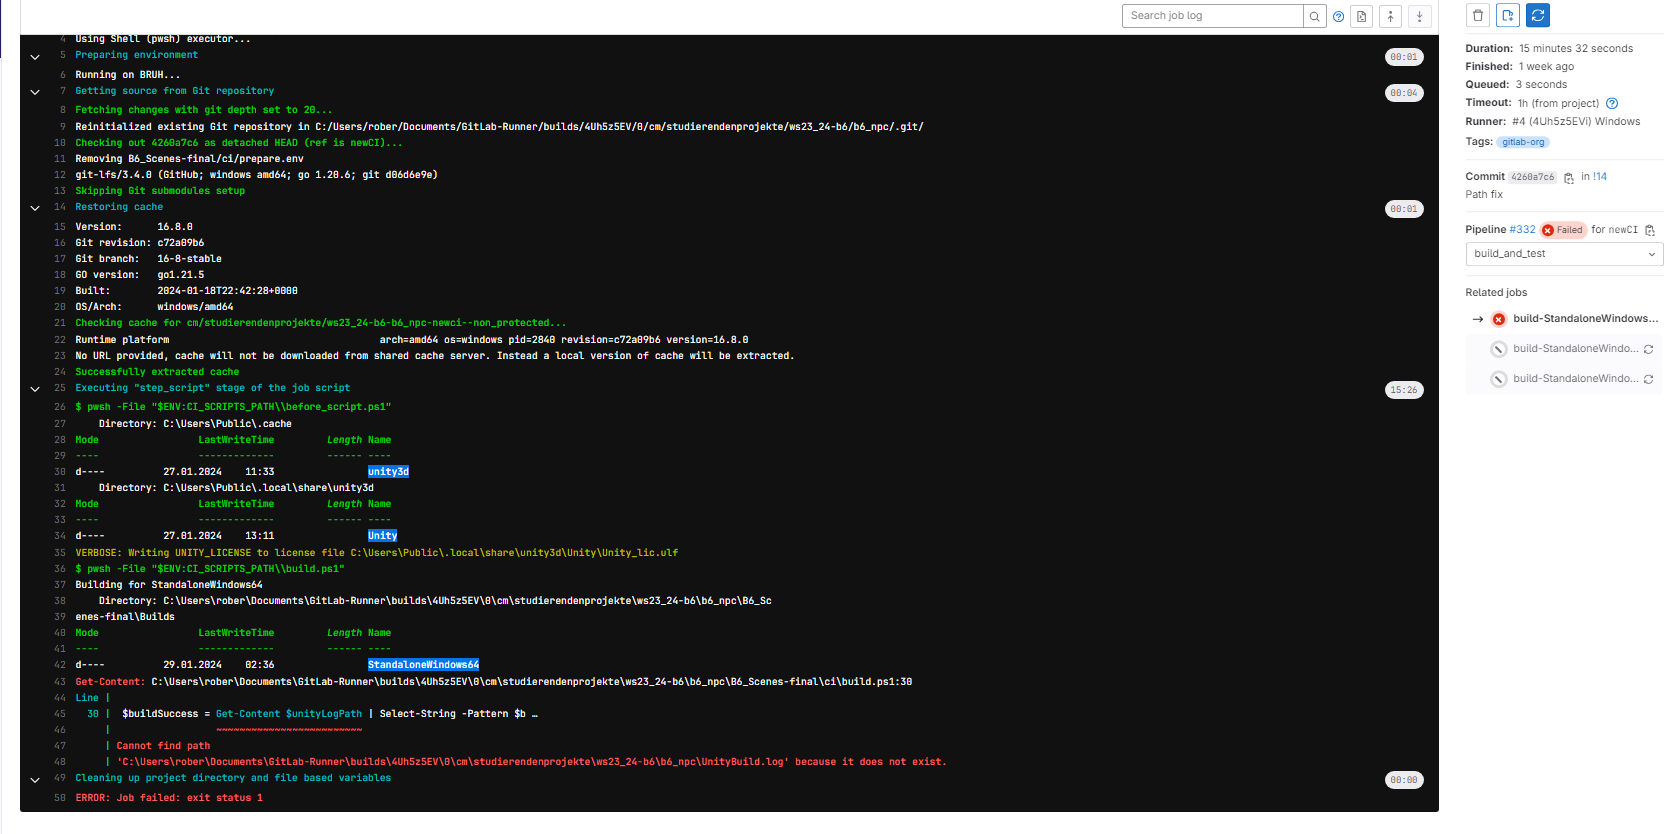 Search job log
4 Using Shell (pwsh) executor...
5 Preparing environment 00:01
6 Running on BRUH...
7 Getting source from Git repository 00:04
8 Fetching changes with git depth set to 20...
9 Reinitialized existing Git repository in C:/Users/rober/Documents/GitLab-Runner/builds/4Uh5z5EV/0/cm/studierendenprojekte/ws23_24-b6/b6_npc/.git/
10 Checking out 4260a7c6 as detached HEAD (ref is newCI)...
11 Removing B6_Scenes-final/ci/prepare.env
12 git-lfs/3.4.0 (GitHub; windows amd64; go 1.20.6; git d06d6e9e)
13 Skipping Git submodules setup
14 Restoring cache 00:01
15 Version: 16.8.0
16 Git revision: c72a09b6
17 Git branch: 16-8-stable
18 GO version: go1.21.5
19 Built: 2024-01-18T22:42:28+0000
20 OS/Arch: windows/amd64
21 Checking cache for cm/studierendenprojekte/ws23_24-b6-b6_npc-newci--non_protected...
22 Runtime platform arch=amd64 os=windows pid=2840 revision=c72a09b6 version=16.8.0
23 No URL provided, cache will not be downloaded from shared cache server. Instead a local version of cache will be extracted.
24 Successfully extracted cache
25 Executing "step_script" stage of the job script 15:26
26 $ pwsh -File "$ENV:CI_SCRIPTS_PATH\\before_script.ps1"
27 Directory: C:\Users\Public\.cache
28 Mode LastWriteTime Length Name
29 ---- ------------- ------ ----
30 d---- 27.01.2024 11:33 unity3d
31 Directory: C:\Users\Public\.local\share\unity3d
32 Mode LastWriteTime Length Name
33 ---- ------------- ------ ----
34 d---- 27.01.2024 13:11 Unity
35 VERBOSE: Writing UNITY_LICENSE to license file C:\Users\Public\.local\share\unity3d\Unity\Unity_lic.ulf
36 $ pwsh -File "$ENV:CI_SCRIPTS_PATH\\build.ps1"
37 Building for StandaloneWindows64
38 Directory: C:\Users\rober\Documents\GitLab-Runner\builds\4Uh5z5EV\0\cm\studierendenprojekte\ws23_24-b6\b6_npc\B6_Sc
39 enes-final\Builds
40 Mode LastWriteTime Length Name
41 ---- ------------- ------ ----
42 d---- 29.01.2024 02:36 StandaloneWindows64
43 Get-Content: C:\Users\rober\Documents\GitLab-Runner\builds\4Uh5z5EV\0\cm\studierendenprojekte\ws23_24-b6\b6_npc\B6_Scenes-final\ci\build.ps1:30
44 Line |
45 30 | $buildSuccess = Get-Content $unityLogPath | Select-String -Pattern $b …
46 | ~~~~~~~~~~~~~~~~~~~~~~~~~
47 | Cannot find path
48 | 'C:\Users\rober\Documents\GitLab-Runner\builds\4Uh5z5EV\0\cm\studierendenprojekte\ws23_24-b6\b6_npc\UnityBuild.log' because it does not exist.
49 Cleaning up project directory and file based variables 00:00
50 ERROR: Job failed: exit status 1
Duration: 15 minutes 32 seconds
Finished: 1 week ago
Queued: 3 seconds
Timeout: 1h (from project)
Runner: #4 (4Uh5z5EVi) Windows
Tags: gitlab-org
Commit 4260a7c6 in !14
Path fix
Pipeline #332 Failed for newCI
build_and_test
Related jobs
build-StandaloneWindows...
build-StandaloneWindo...
build-StandaloneWindo...